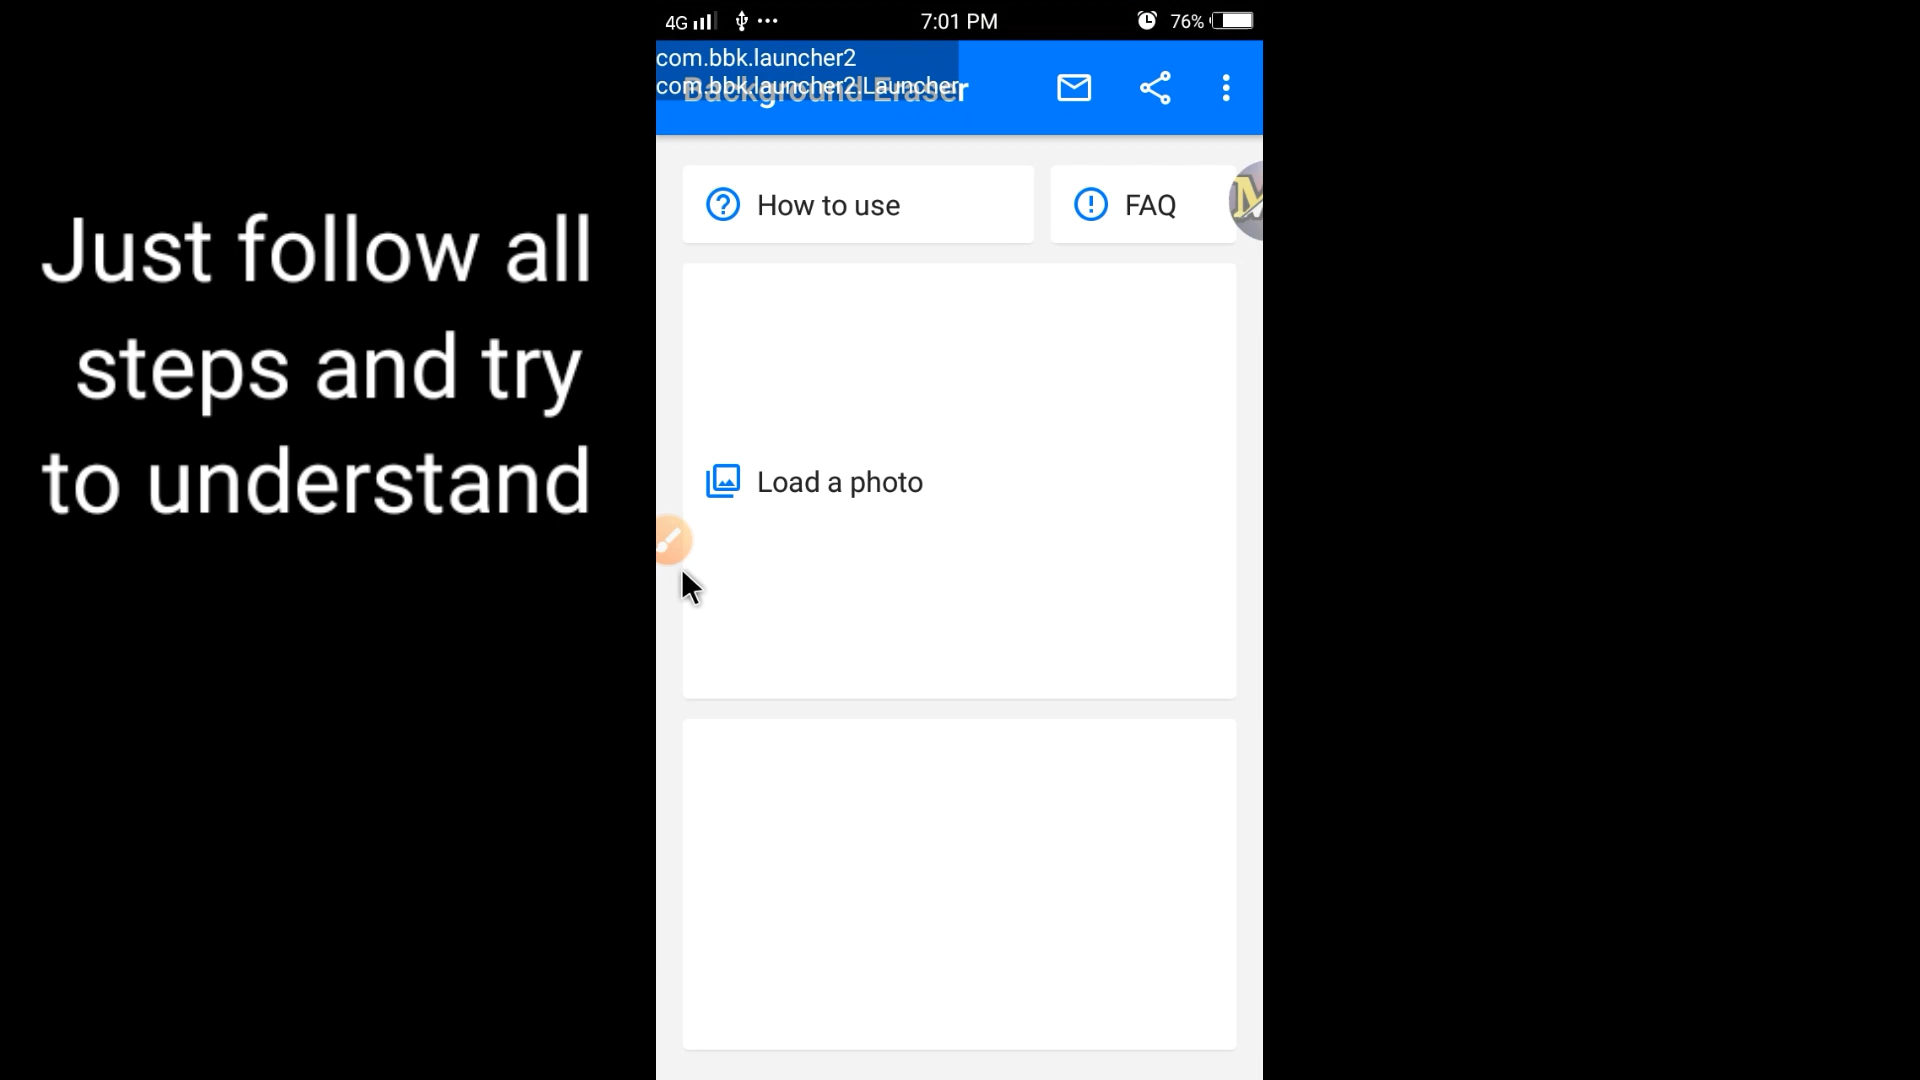 4G
7:01 PM
76%
com.bbk.launcher2
com.bbk.launcher2.Launcher
Background Eraser
How to use
FAQ
Load a photo
Just follow all
steps and try
to understand